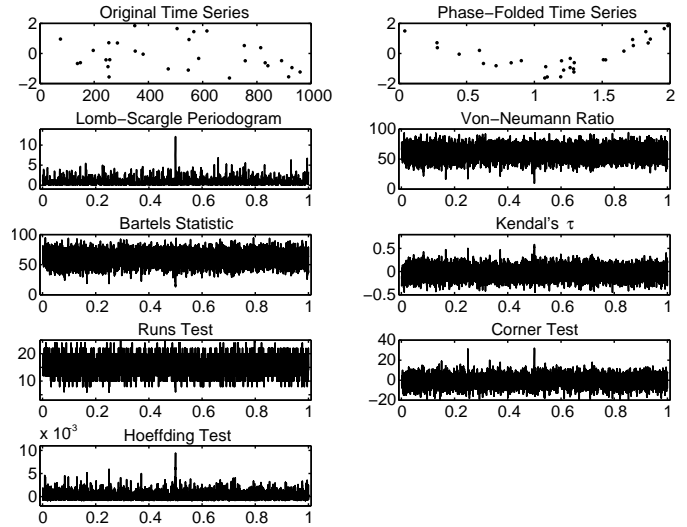 Original Time Series
Phase-Folded Time Series
2
0
−2
0 200 400 600 800 1000
2
0
−2
0 0.5 1 1.5 2
Lomb−Scargle Periodogram
Von−Neumann Ratio
10
5
0
0 0.2 0.4 0.6 0.8 1
100
50
0
0 0.2 0.4 0.6 0.8 1
Bartels Statistic
Kendal's τ
100
50
0
0 0.2 0.4 0.6 0.8 1
0.5
0
−0.5
0 0.2 0.4 0.6 0.8 1
Runs Test
Corner Test
20
10
0 0.2 0.4 0.6 0.8 1
40
20
0
−20
0 0.2 0.4 0.6 0.8 1
x 10-3
Hoeffding Test
10
5
0
0 0.2 0.4 0.6 0.8 1